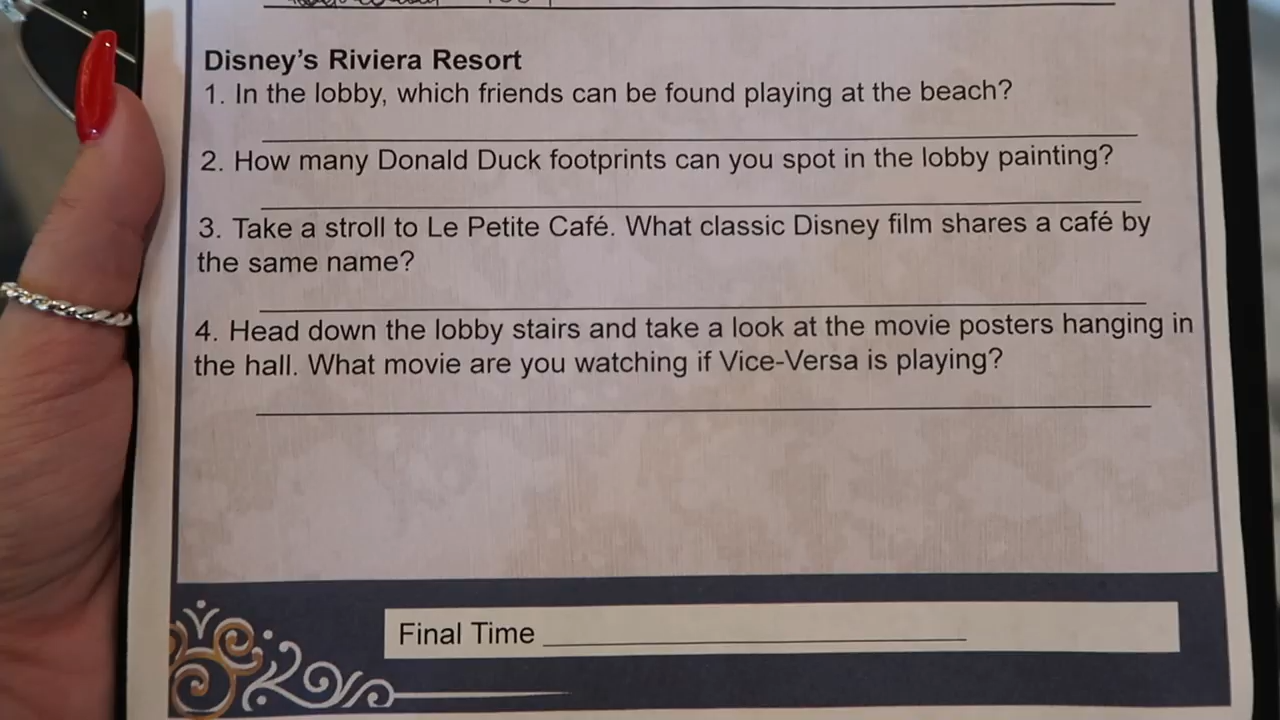 Disney's Riviera Resort
1. In the lobby, which friends can be found playing at the beach?
2. How many Donald Duck footprints can you spot in the lobby painting?
3. Take a stroll to Le Petite Café. What classic Disney film shares a café by
the same name?
4. Head down the lobby stairs and take a look at the movie posters hanging in
the hall. What movie are you watching if Vice-Versa is playing?
Final Time